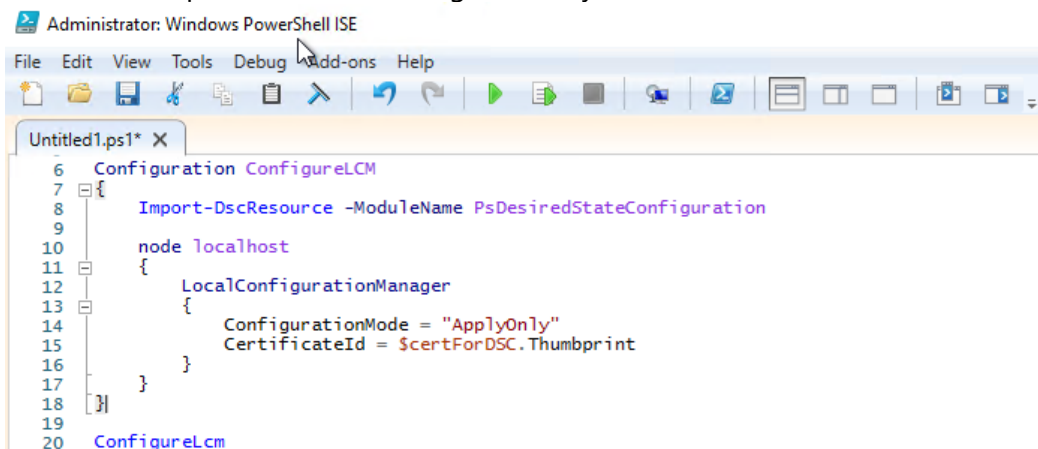 Administrator: Windows PowerShell ISE
File Edit View Tools Debug Add-ons Help
Untitled1.ps1* X
6 Configuration ConfigureLCM
7 {
8 Import-DscResource -ModuleName PsDesiredStateConfiguration
9
10 node localhost
11 {
12 LocalConfigurationManager
13 {
14 ConfigurationMode = "ApplyOnly"
15 CertificateId = $certForDSC.Thumbprint
16 }
17 }
18 }
19
20 ConfigureLcm